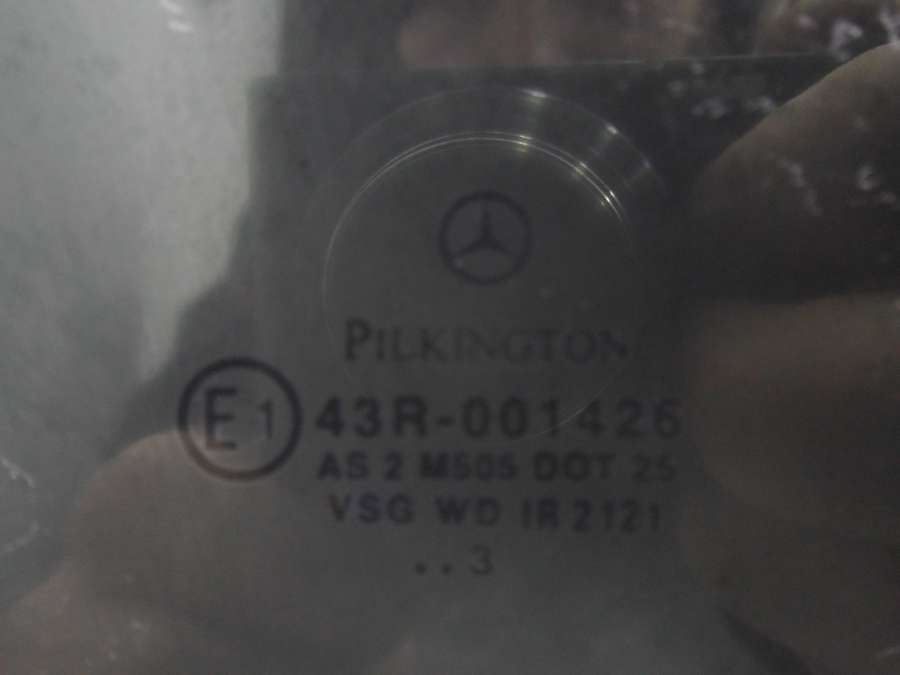 PILKINGTON
E1 43R-001426
AS 2 M505 DOT 25
VSG WD IR 2121
..3